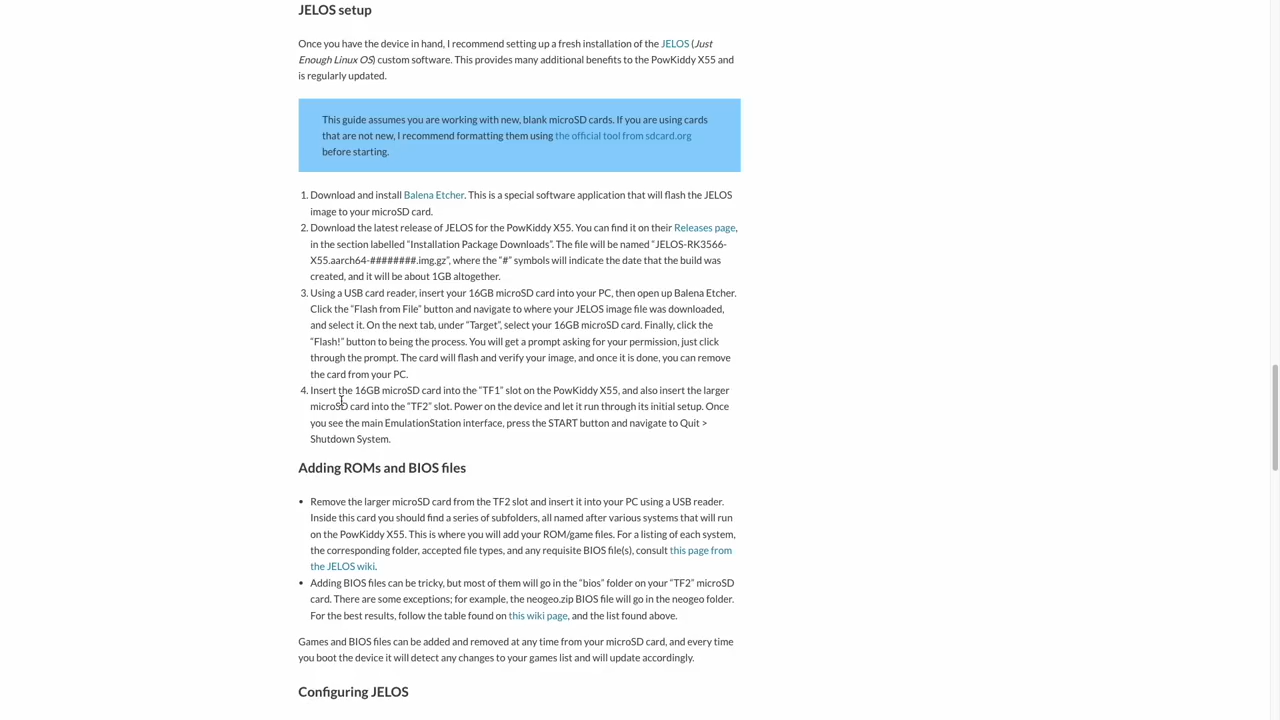 JELOS setup
Once you have the device in hand, I recommend setting up a fresh installation of the JELOS (Just
Enough Linux OS) custom software. This provides many additional benefits to the PowKiddy X55 and
is regularly updated.
This guide assumes you are working with new, blank microSD cards. If you are using cards
that are not new, I recommend formatting them using the official tool from sdcard.org
before starting.
1. Download and install Balena Etcher. This is a special software application that will flash the JELOS
image to your microSD card.
2. Download the latest release of JELOS for the PowKiddy X55. You can find it on their Releases page,
in the section labelled “Installation Package Downloads”. The file will be named “JELOS-RK3566-
X55.aarch64-########.img.gz”, where the “#” symbols will indicate the date that the build was
created, and it will be about 1GB altogether.
3. Using a USB card reader, insert your 16GB microSD card into your PC, then open up Balena Etcher.
Click the “Flash from File” button and navigate to where your JELOS image file was downloaded,
and select it. On the next tab, under “Target”, select your 16GB microSD card. Finally, click the
“Flash!” button to being the process. You will get a prompt asking for your permission, just click
through the prompt. The card will flash and verify your image, and once it is done, you can remove
the card from your PC.
4. Insert the 16GB microSD card into the “TF1” slot on the PowKiddy X55, and also insert the larger
microSD card into the “TF2” slot. Power on the device and let it run through its initial setup. Once
you see the main EmulationStation interface, press the START button and navigate to Quit >
Shutdown System.
Adding ROMs and BIOS files
• Remove the larger microSD card from the TF2 slot and insert it into your PC using a USB reader.
Inside this card you should find a series of subfolders, all named after various systems that will run
on the PowKiddy X55. This is where you will add your ROM/game files. For a listing of each system,
the corresponding folder, accepted file types, and any requisite BIOS file(s), consult this page from
the JELOS wiki.
• Adding BIOS files can be tricky, but most of them will go in the “bios” folder on your “TF2” microSD
card. There are some exceptions; for example, the neogeo.zip BIOS file will go in the neogeo folder.
For the best results, follow the table found on this wiki page, and the list found above.
Games and BIOS files can be added and removed at any time from your microSD card, and every time
you boot the device it will detect any changes to your games list and will update accordingly.
Configuring JELOS